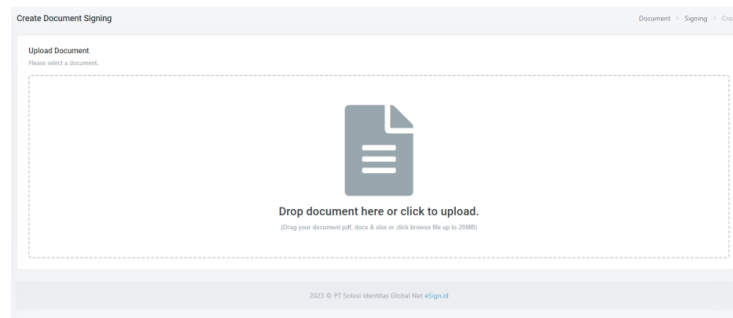 Create Document Signing
Document > Signing >
Upload Document
Please select a document.
Drop document here or click to upload.
(Drag your document pdf, docx & xlsx or click browse file up to 20MB)
2023 © PT Solusi Identitas Global Net eSign.id